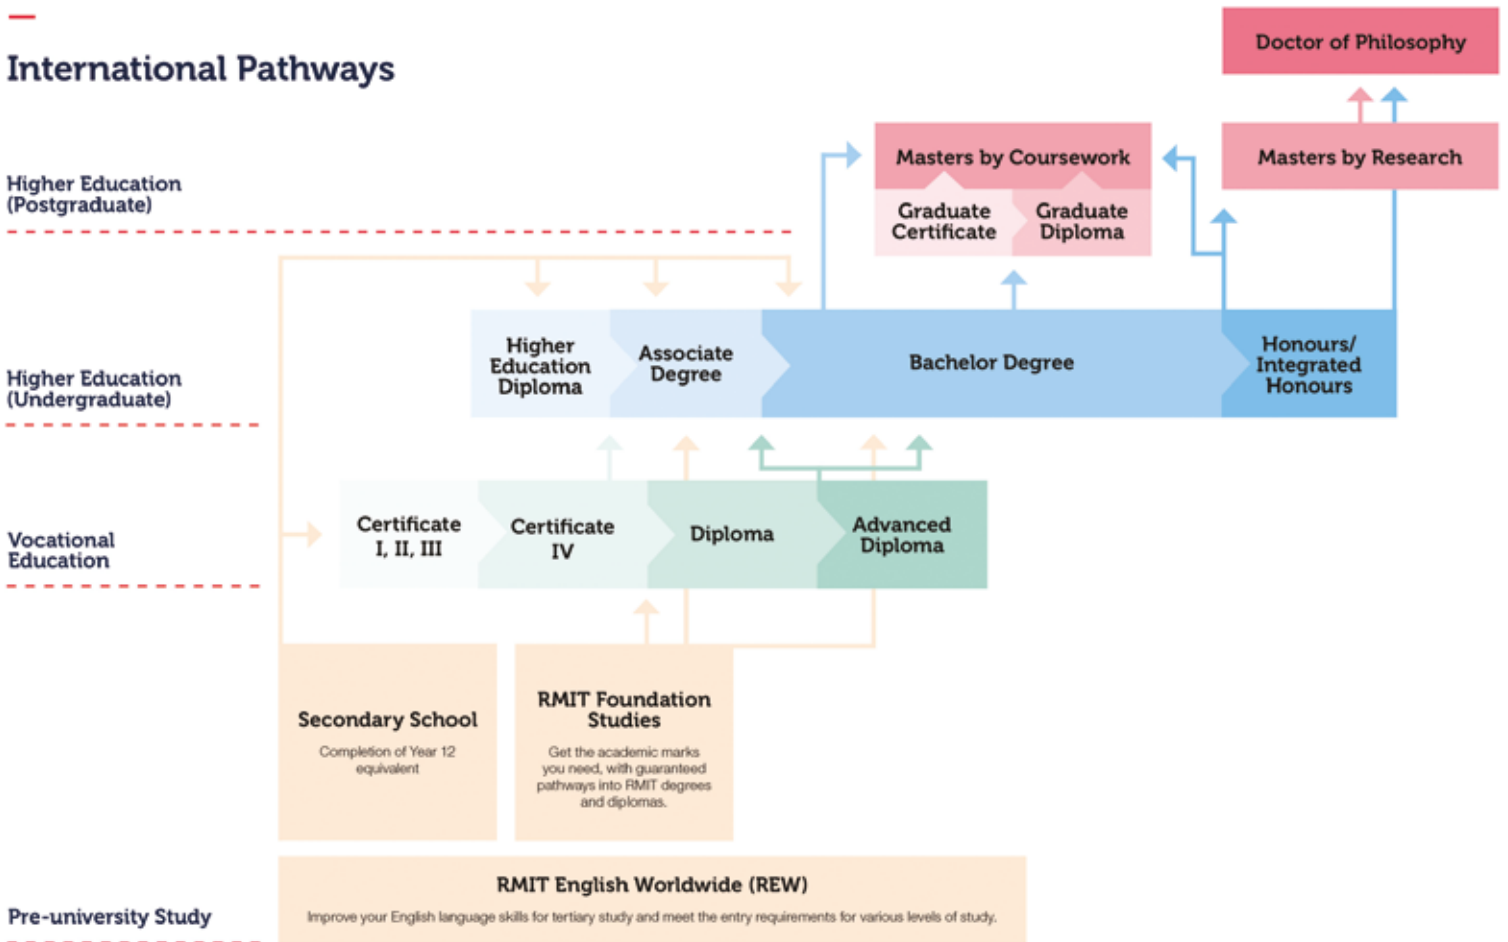 International Pathways
Doctor of Philosophy
Higher Education
(Postgraduate)
Masters by Coursework
Masters by Research
Graduate
Certificate
Graduate
Diploma
Higher Education
(Undergraduate)
Higher
Education
Diploma
Associate
Degree
Bachelor Degree
Honours/
Integrated
Honours
Vocational
Education
Certificate
I, II, III
Certificate
IV
Diploma
Advanced
Diploma
Secondary School
Completion of Year 12
equivalent
RMIT Foundation
Studies
Get the academic marks
you need, with guaranteed
pathways into RMIT degrees
and diplomas.
Pre-university Study
RMIT English Worldwide (REW)
Improve your English language skills for tertiary study and meet the entry requirements for various levels of study.